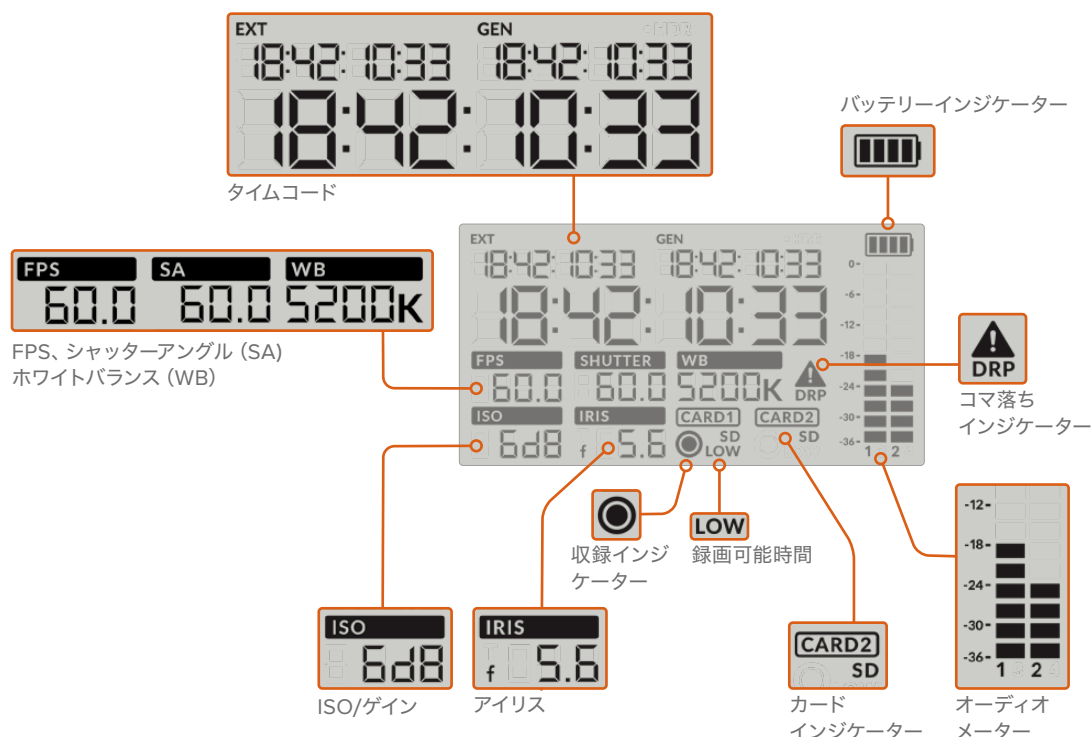 EXT GEN
18:42:10:33 18:42:10:33
18:42:10:33
タイムコード
バッテリーインジケーター
FPS SA WB
60.0 60.0 5200K
FPS、シャッターアングル（SA）
ホワイトバランス（WB）
EXT GEN
18:42:10:33 18:42:10:33
18:42:10:33
FPS SHUTTER WB
60.0 60.0 5200K
DRP
ISO IRIS CARD1 CARD2
6dB f 5.6 SD SD
LOW
0-
-6-
-12-
-18-
-24-
-30-
-36-
1 2
DRP
コマ落ち
インジケーター
収録インジ
ケーター
LOW
録画可能時間
ISO
6dB
ISO/ゲイン
IRIS
f 5.6
アイリス
CARD2
SD
カード
インジケーター
-12-
-18-
-24-
-30-
-36-
1 2
オーディオ
メーター